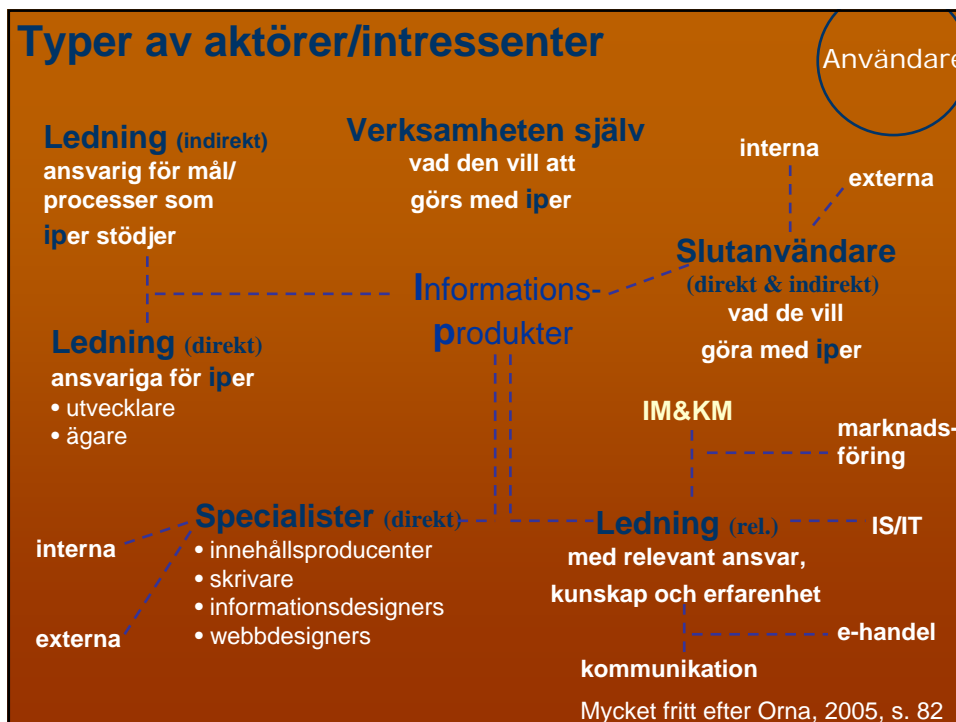 Typer av aktörer/intressenter
Användare
Ledning (indirekt)
ansvarig för mål/
processer som
iper stödjer
Verksamheten själv
vad den vill att
görs med iper
interna
externa
Slutanvändare
(direkt & indirekt)
vad de vill
göra med iper
Informations-
produkter
Ledning (direkt)
ansvariga för iper
• utvecklare
• ägare
IM&KM
marknads-
föring
Specialister (direkt)
• innehållsproducenter
• skrivare
• informationsdesigners
• webbdesigners
interna
externa
Ledning (rel.)
med relevant ansvar,
kunskap och erfarenhet
IS/IT
e-handel
kommunikation
Mycket fritt efter Orna, 2005, s. 82